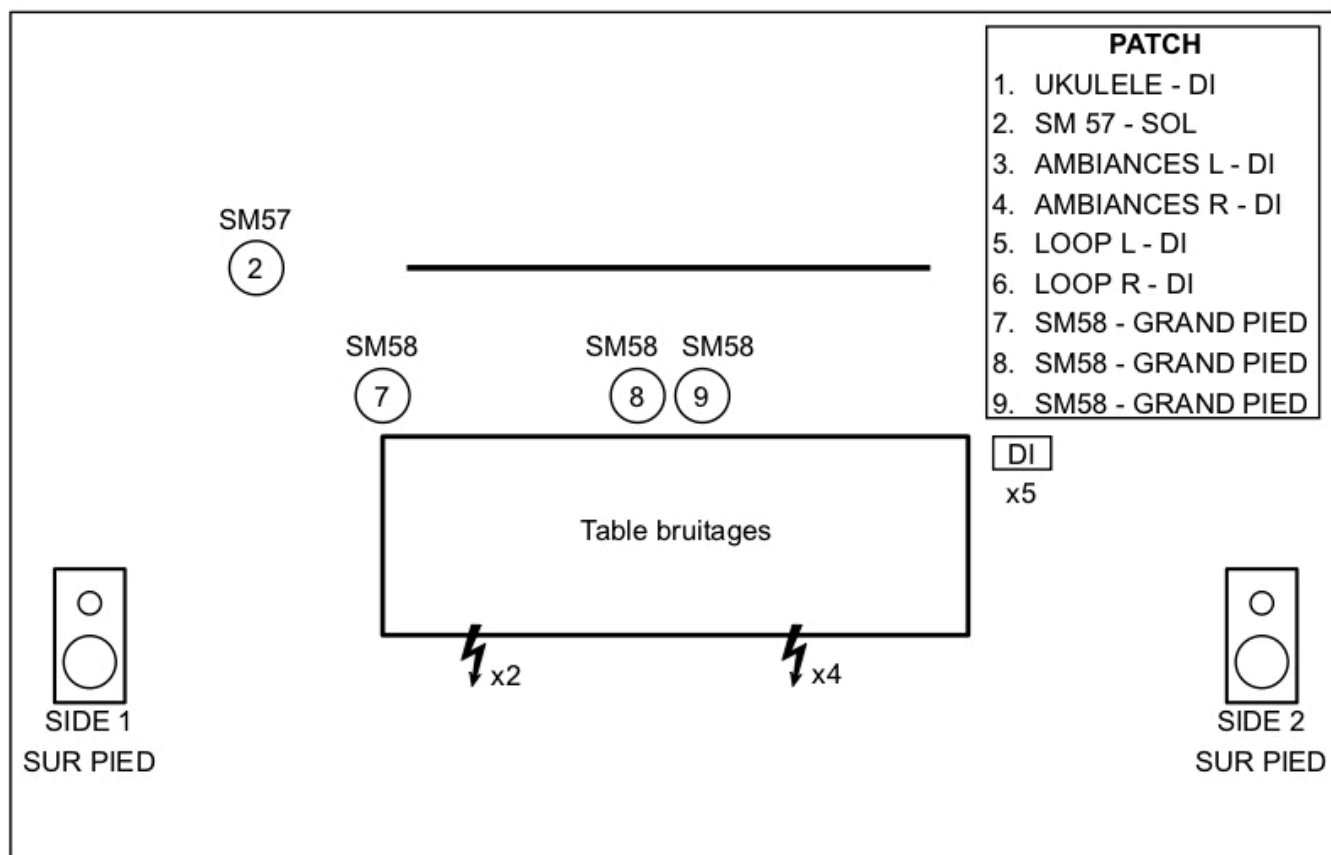 PATCH
1. UKULELE - DI
2. SM 57 - SOL
3. AMBIANCES L - DI
4. AMBIANCES R - DI
5. LOOP L - DI
6. LOOP R - DI
7. SM58 - GRAND PIED
8. SM58 - GRAND PIED
9. SM58 - GRAND PIED
SM57
2
SM58
7
SM58
8
SM58
9
DI
x5
Table bruitages
x2
x4
SIDE 1
SUR PIED
SIDE 2
SUR PIED